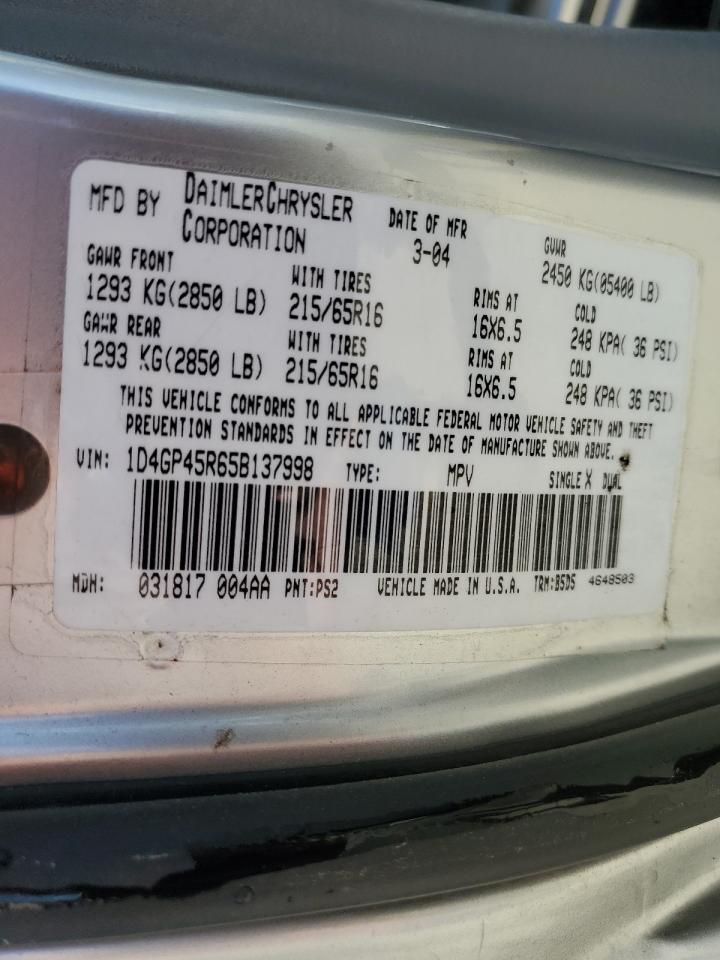 MFD BY DAIMLERCHRYSLER CORPORATION
DATE OF MFR 3-04
GVWR 2450 KG(05400 LB)
GAWR FRONT WITH TIRES RIMS AT COLD
1293 KG(2850 LB) 215/65R16 16X6.5 248 KPA( 36 PSI)
GAWR REAR WITH TIRES RIMS AT COLD
1293 KG(2850 LB) 215/65R16 16X6.5 248 KPA( 36 PSI)
THIS VEHICLE CONFORMS TO ALL APPLICABLE FEDERAL MOTOR VEHICLE SAFETY AND THEFT
PREVENTION STANDARDS IN EFFECT ON THE DATE OF MANUFACTURE SHOWN ABOVE.
VIN: 1D4GP45R65B137998 TYPE: MPV SINGLE X DUAL
MDH: 031817 004AA PNT:PS2 VEHICLE MADE IN U.S.A. TRM:B5D5 4648503